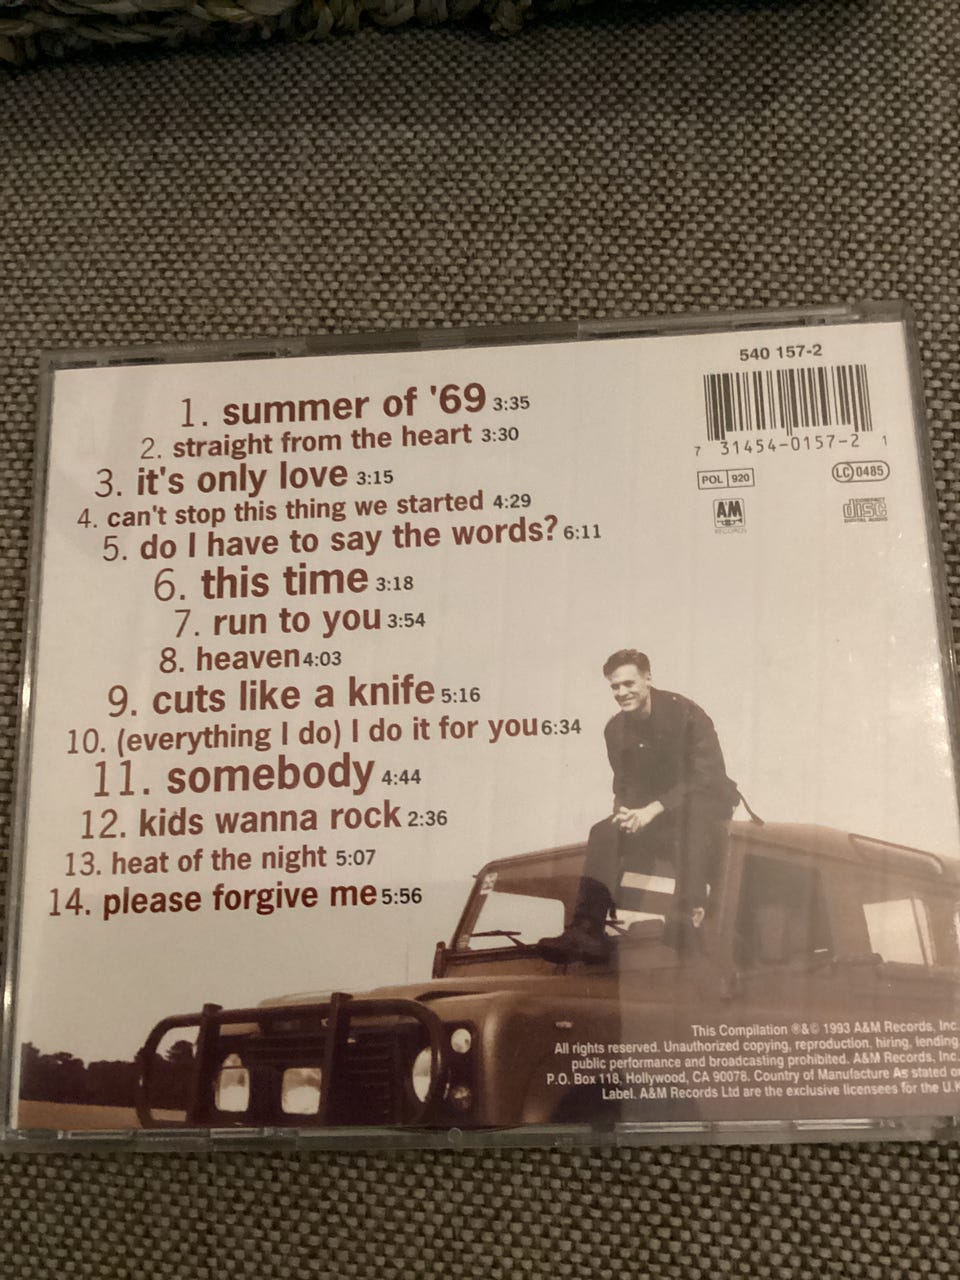 1. summer of '69 3:35
2. straight from the heart 3:30
3. it's only love 3:15
4. can't stop this thing we started 4:29
5. do I have to say the words? 6:11
6. this time 3:18
7. run to you 3:54
8. heaven 4:03
9. cuts like a knife 5:16
10. (everything I do) I do it for you 6:34
11. somebody 4:44
12. kids wanna rock 2:36
13. heat of the night 5:07
14. please forgive me 5:56
540 157-2
7 31454-0157-2 1
POL 920
LC 0485
A&M
RECORDS
COMPACT
disc
DIGITAL AUDIO
This Compilation ℗&© 1993 A&M Records, Inc.
All rights reserved. Unauthorized copying, reproduction, hiring, lending,
public performance and broadcasting prohibited. A&M Records, Inc.
P.O. Box 118, Hollywood, CA 90078. Country of Manufacture As stated on
Label. A&M Records Ltd are the exclusive licensees for the U.K